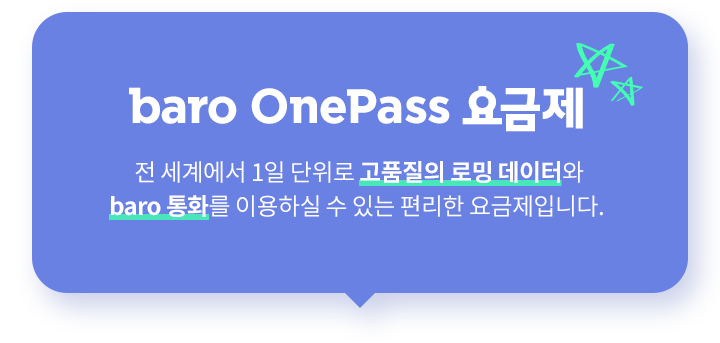 baro OnePass 요금제
전 세계에서 1일 단위로 고품질의 로밍 데이터와
baro 통화를 이용하실 수 있는 편리한 요금제입니다.